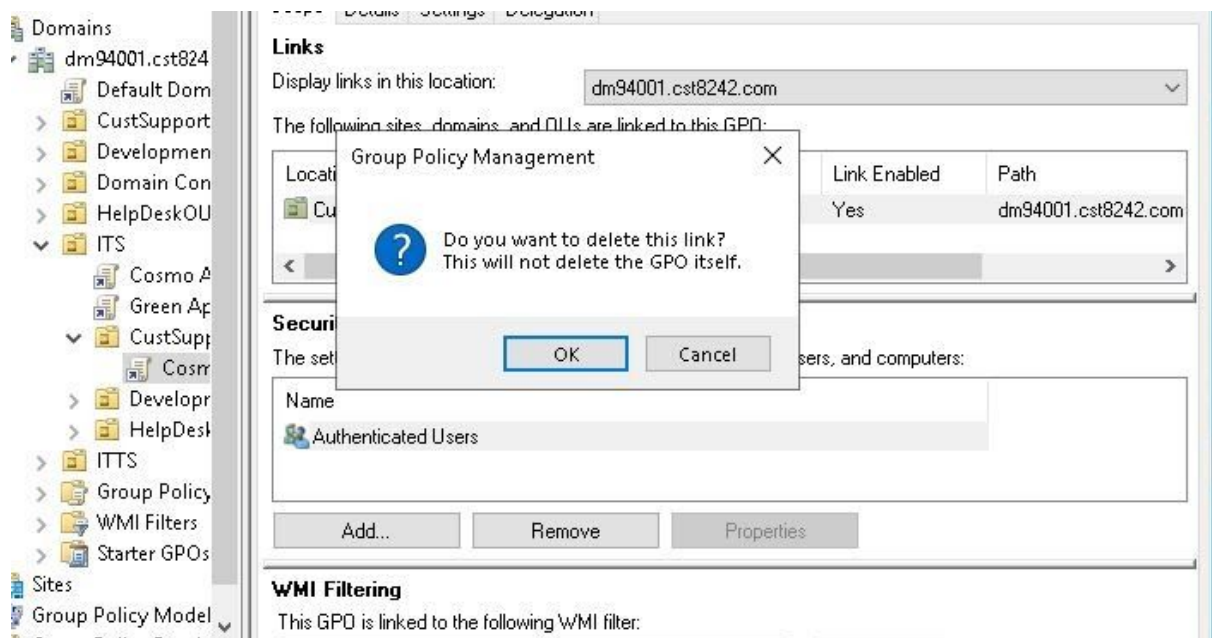 Domains
dm94001.cst824
Default Dom
CustSupport
Developmen
Domain Con
HelpDeskOU
ITS
Cosmo A
Green Ap
CustSupp
Cosm
Developr
HelpDesk
ITTS
Group Policy
WMI Filters
Starter GPOs
Sites
Group Policy Model
Details Settings Delegation
Links
Display links in this location:
dm94001.cst8242.com
The following sites, domains, and OUs are linked to this GPO:
Locati
Link Enabled
Path
Cu
Yes
dm94001.cst8242.com
Group Policy Management
Do you want to delete this link?
This will not delete the GPO itself.
OK
Cancel
Securi
The set
sers, and computers:
Name
Authenticated Users
Add...
Remove
Properties
WMI Filtering
This GPO is linked to the following WMI filter: